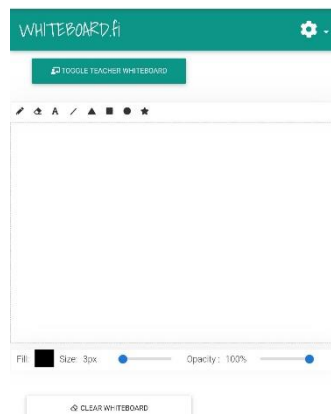 WHITEBOARD.fi
TOGGLE TEACHER WHITEBOARD
A
Fill: Size: 3px Opacity: 100%
CLEAR WHITEBOARD